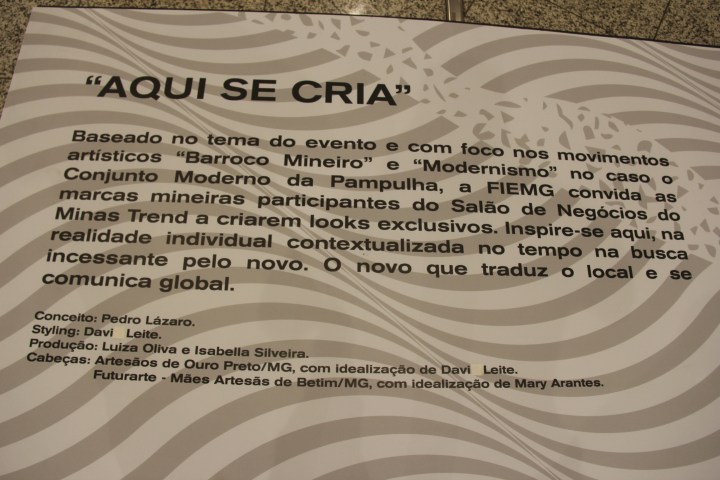 “AQUI SE CRIA”
Baseado no tema do evento e com foco nos movimentos
artísticos “Barroco Mineiro” e “Modernismo” no caso o
Conjunto Moderno da Pampulha, a FIEMG convida as
marcas mineiras participantes do Salão de Negócios do
Minas Trend a criarem looks exclusivos. Inspire-se aqui, na
realidade individual contextualizada no tempo na busca
incessante pelo novo. O novo que traduz o local e se
comunica global.
Conceito: Pedro Lázaro.
Styling: Davi Leite.
Produção: Luiza Oliva e Isabella Silveira.
Cabeças: Artesãos de Ouro Preto/MG, com idealização de Davi Leite.
Futurarte - Mães Artesãs de Betim/MG, com idealização de Mary Arantes.